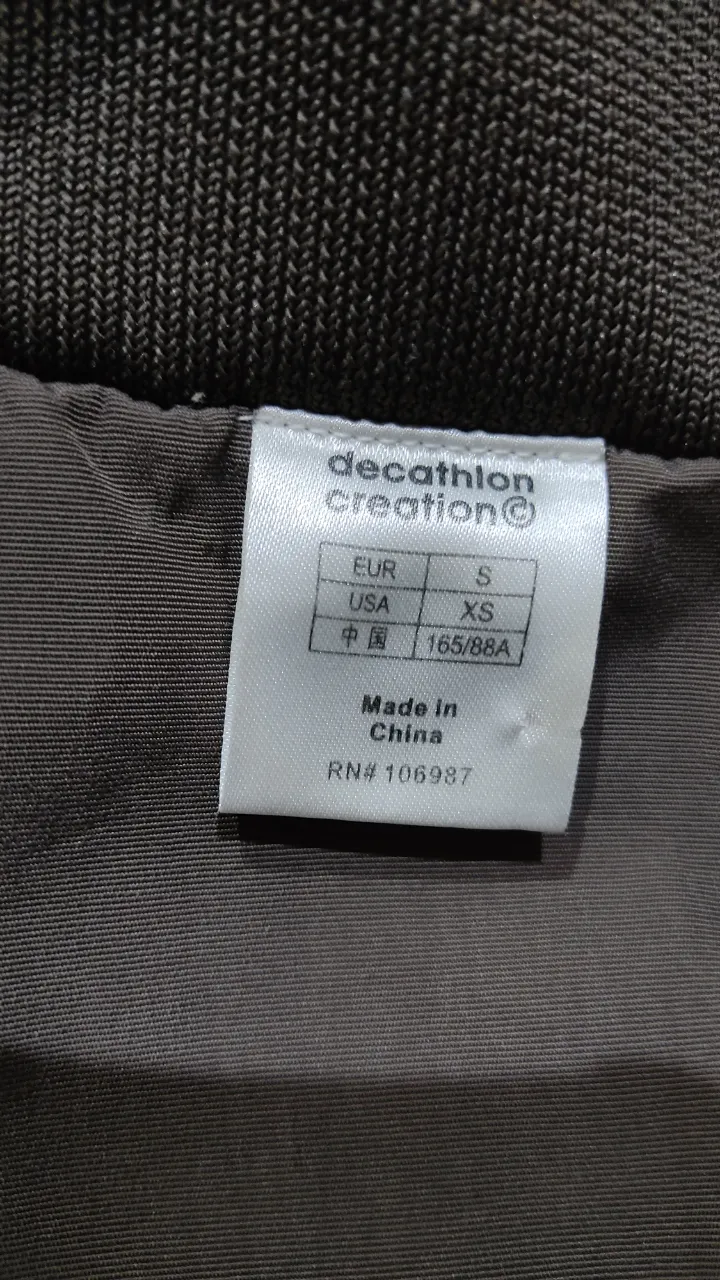 decathlon
creation©
EUR S
USA XS
中国 165/88A
Made in
China
RN# 106987